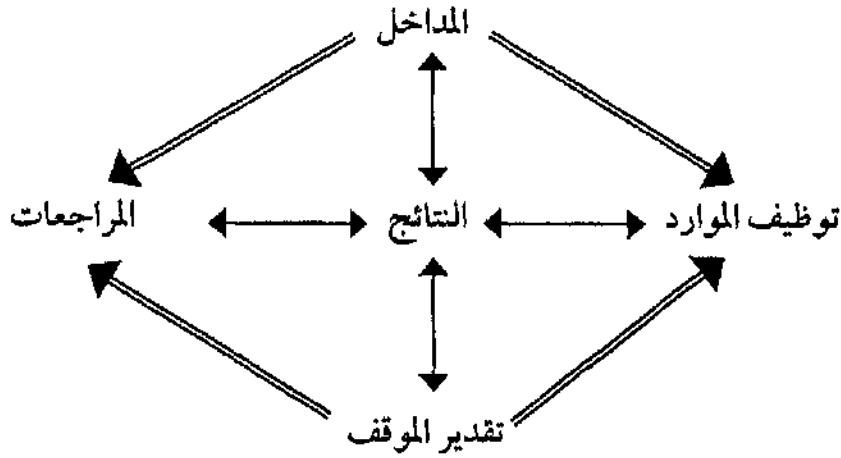 المداخل
توظيف الموارد
النتائج
المراجعات
تقدير الموقف